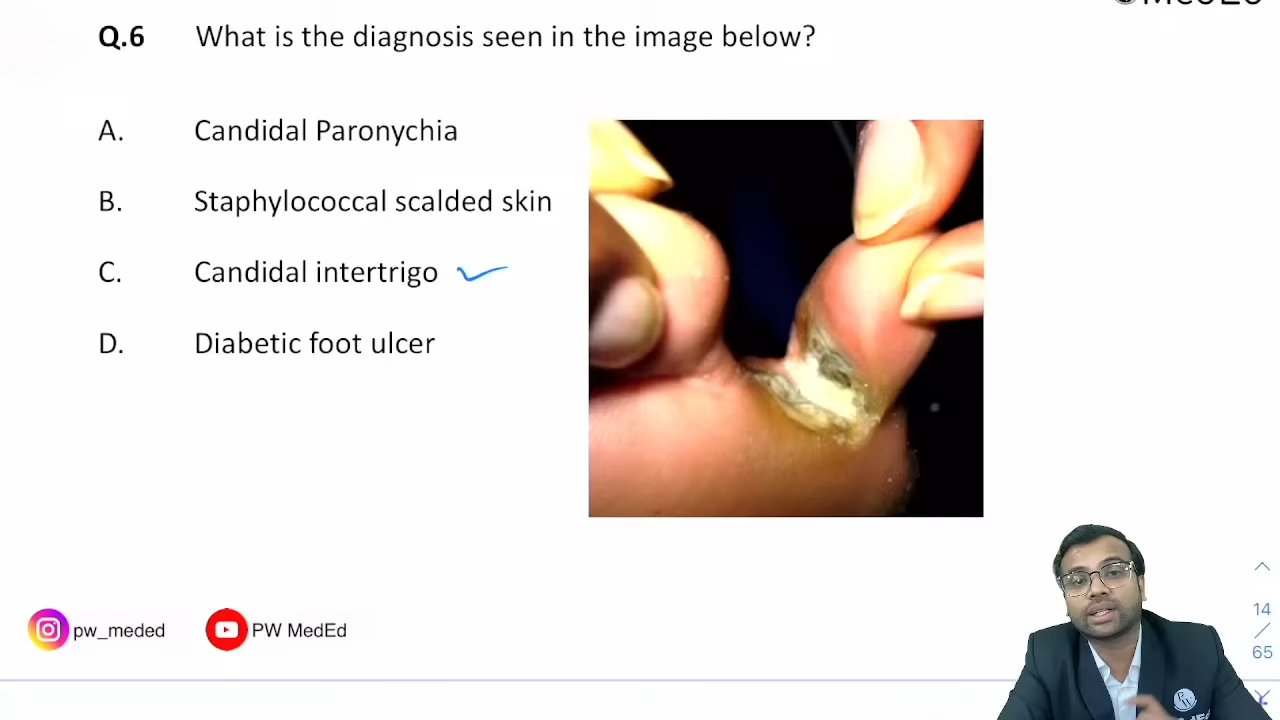 Q.6 What is the diagnosis seen in the image below?
A. Candidal Paronychia
B. Staphylococcal scalded skin
C. Candidal intertrigo
D. Diabetic foot ulcer
pw_meded PW MedEd
14
/
65